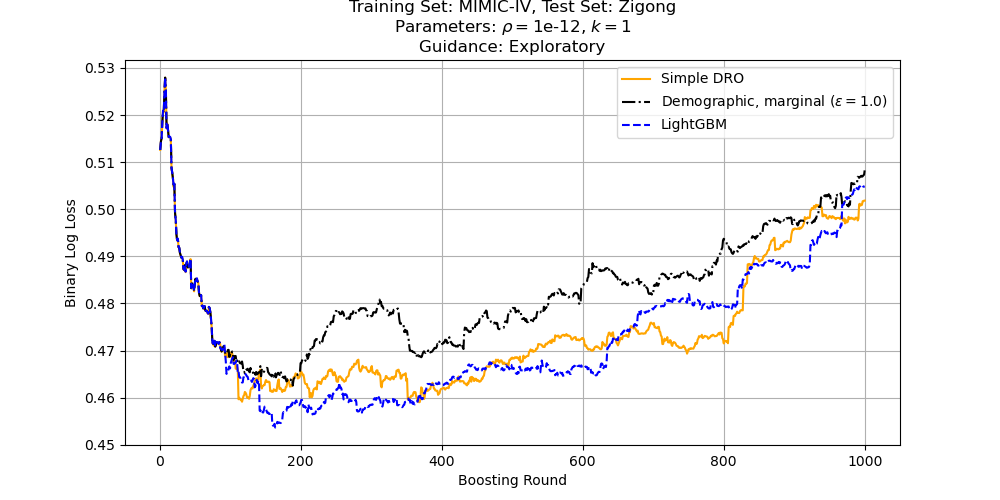 Training Set: MIMIC-IV, Test Set: Zigong
Parameters: ρ = 1e-12, k = 1
Guidance: Exploratory
Simple DRO
Demographic, marginal (ε = 1.0)
LightGBM
Binary Log Loss
0.53
0.52
0.51
0.50
0.49
0.48
0.47
0.46
0.45
0
200
400
600
800
1000
Boosting Round